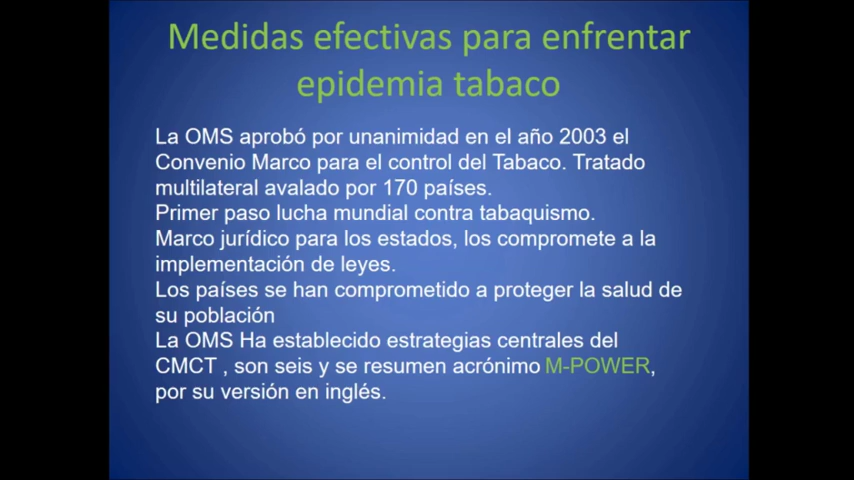 Medidas efectivas para enfrentar
epidemia tabaco
La OMS aprobó por unanimidad en el año 2003 el
Convenio Marco para el control del Tabaco. Tratado
multilateral avalado por 170 países.
Primer paso lucha mundial contra tabaquismo.
Marco jurídico para los estados, los compromete a la
implementación de leyes.
Los países se han comprometido a proteger la salud de
su población
La OMS Ha establecido estrategias centrales del
CMCT , son seis y se resumen acrónimo M-POWER,
por su versión en inglés.